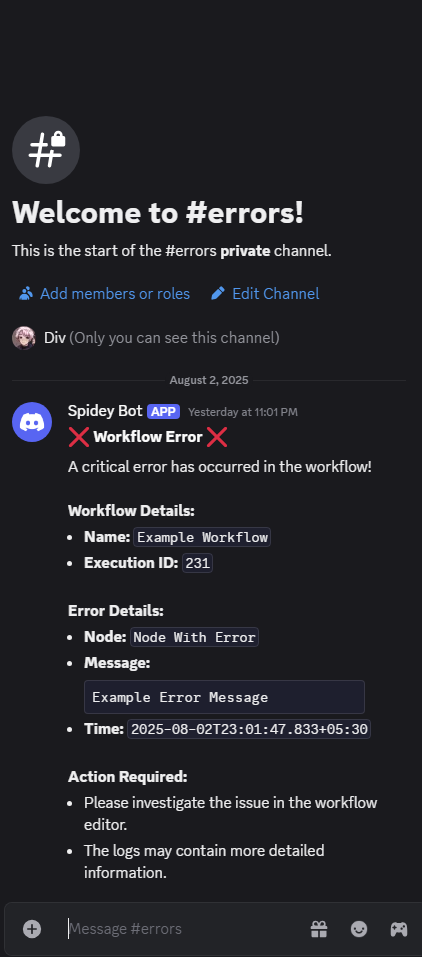 Welcome to #errors!
This is the start of the #errors private channel.
Add members or roles
Edit Channel
Div (Only you can see this channel)
August 2, 2025
Spidey Bot APP Yesterday at 11:01 PM
❌ Workflow Error ❌
A critical error has occurred in the workflow!
Workflow Details:
• Name: Example Workflow
• Execution ID: 231
Error Details:
• Node: Node With Error
• Message:
Example Error Message
• Time: 2025-08-02T23:01:47.833+05:30
Action Required:
• Please investigate the issue in the workflow
editor.
• The logs may contain more detailed
information.
Message #errors